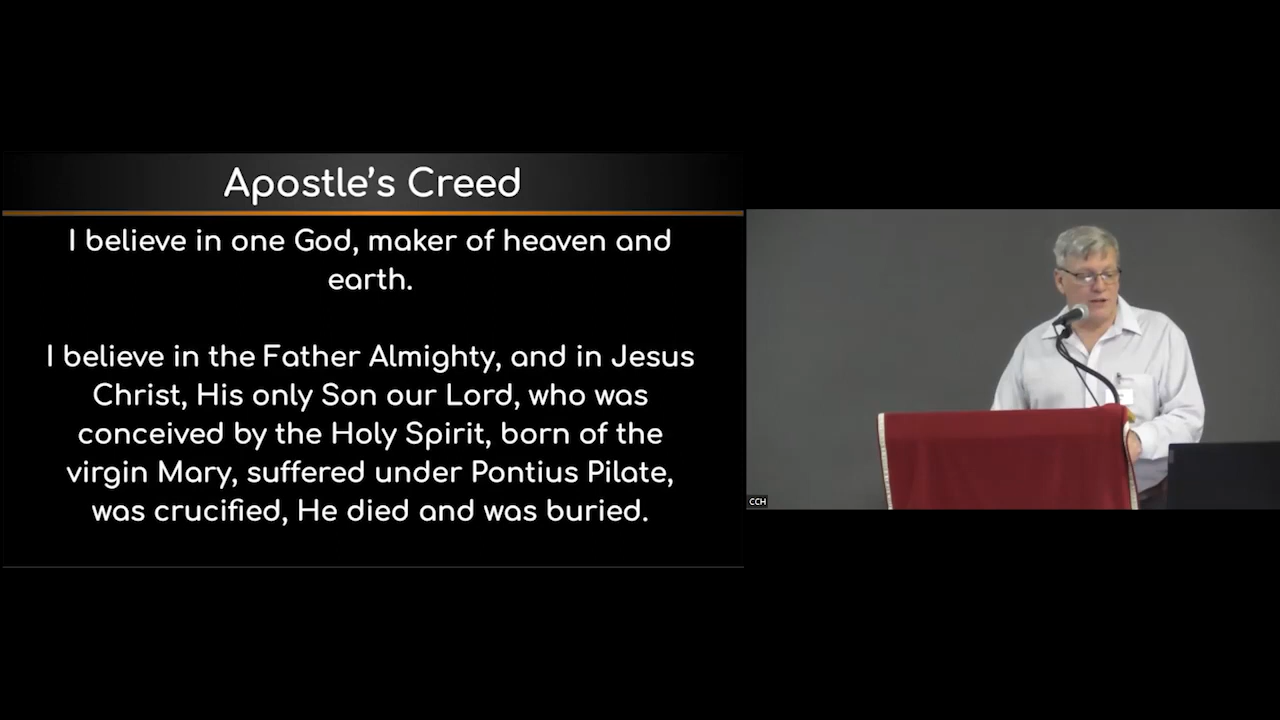 Apostle's Creed
I believe in one God, maker of heaven and
earth.
I believe in the Father Almighty, and in Jesus
Christ, His only Son our Lord, who was
conceived by the Holy Spirit, born of the
virgin Mary, suffered under Pontius Pilate,
was crucified, He died and was buried.
CCH